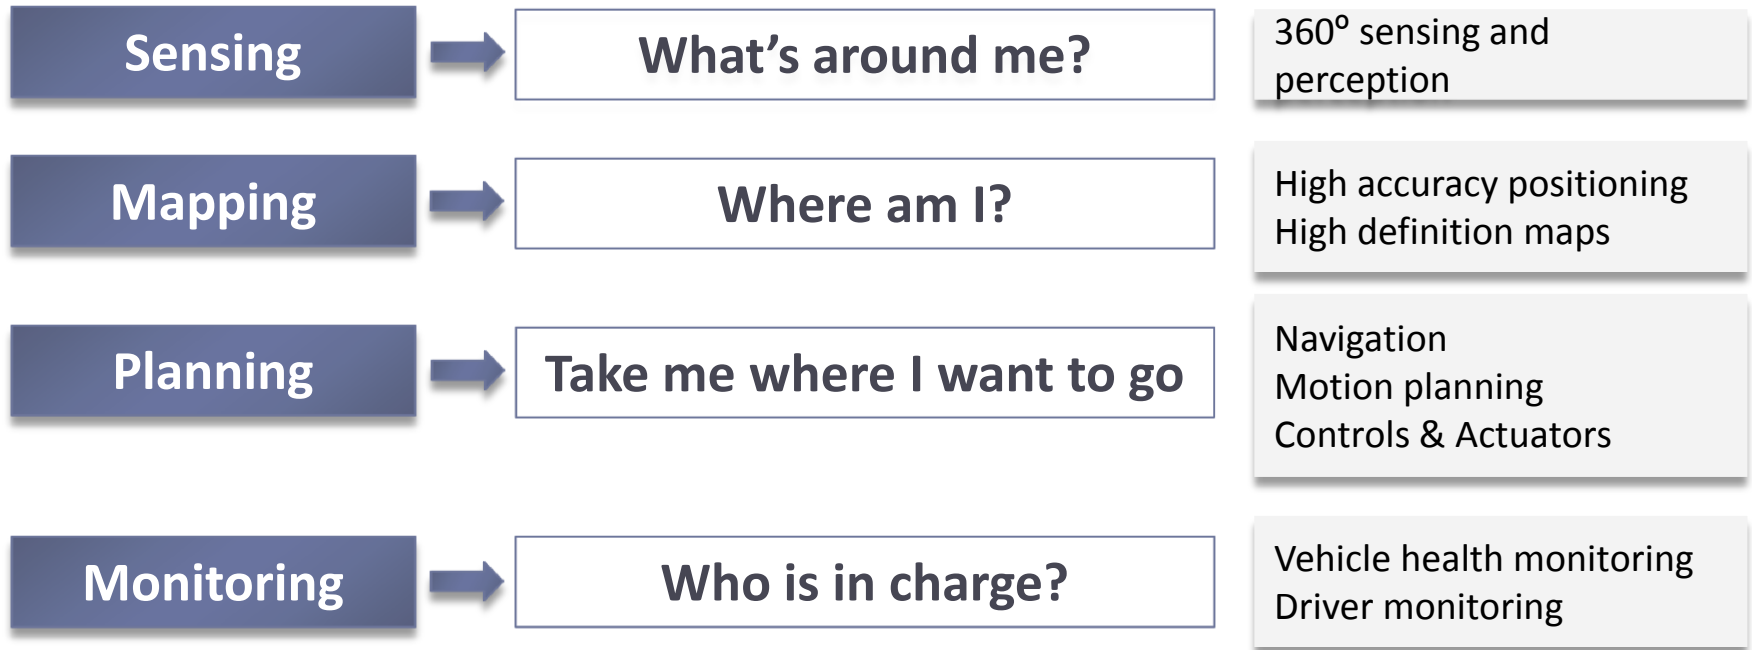 Sensing
What’s around me?
360º sensing and
perception
Mapping
Where am I?
High accuracy positioning
High definition maps
Planning
Take me where I want to go
Navigation
Motion planning
Controls & Actuators
Monitoring
Who is in charge?
Vehicle health monitoring
Driver monitoring